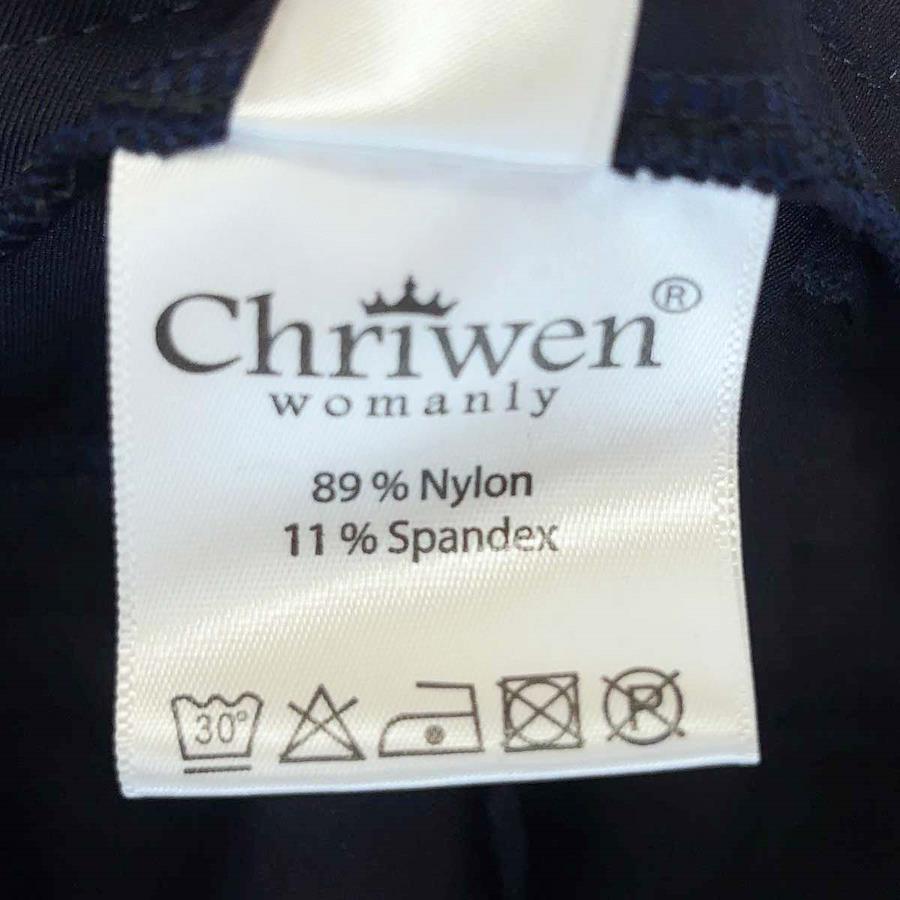 Chriwen®
womanly
89 % Nylon
11 % Spandex
30° P